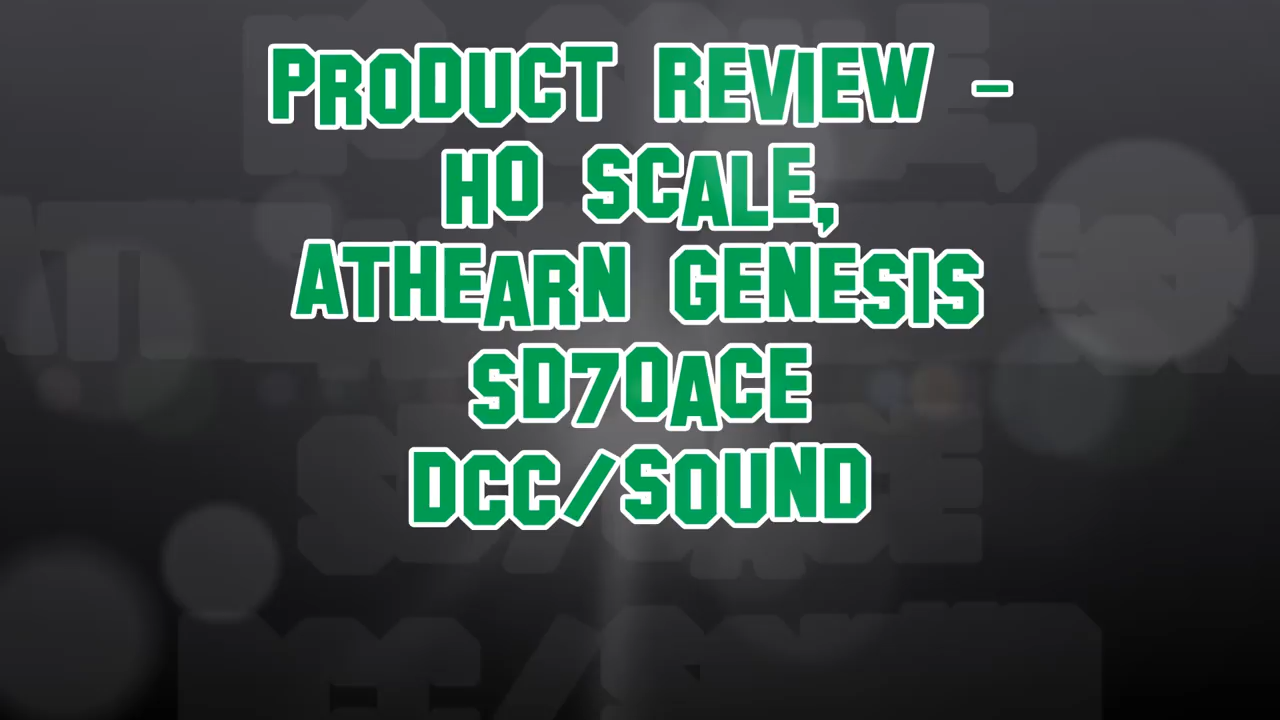 PRODUCT REVIEW -
HO SCALE,
ATHEARN GENESIS
SD70ACE
DCC/SOUND